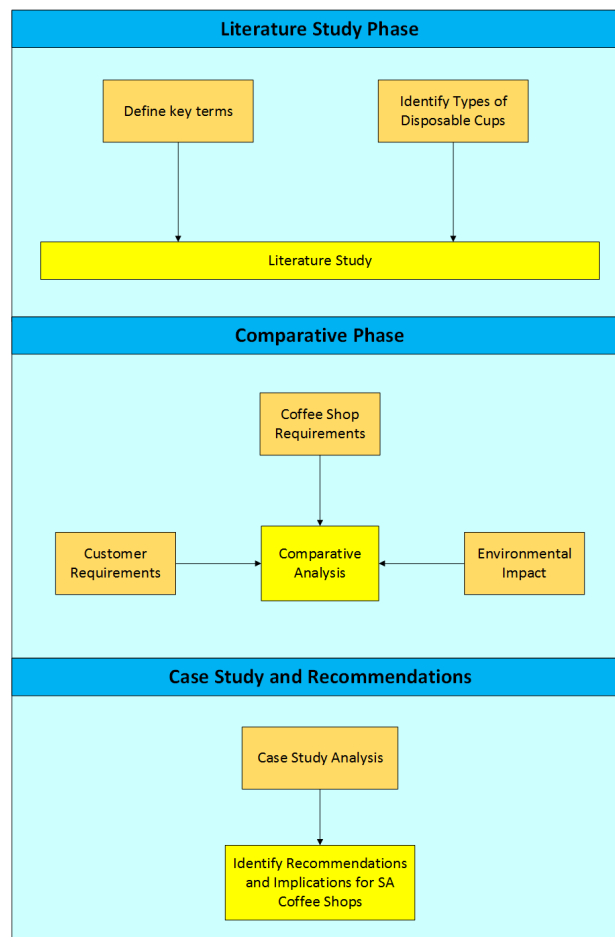 Literature Study Phase
Define key terms
Identify Types of
Disposable Cups
Literature Study
Comparative Phase
Coffee Shop
Requirements
Customer
Requirements
Comparative
Analysis
Environmental
Impact
Case Study and Recommendations
Case Study Analysis
Identify Recommendations
and Implications for SA
Coffee Shops